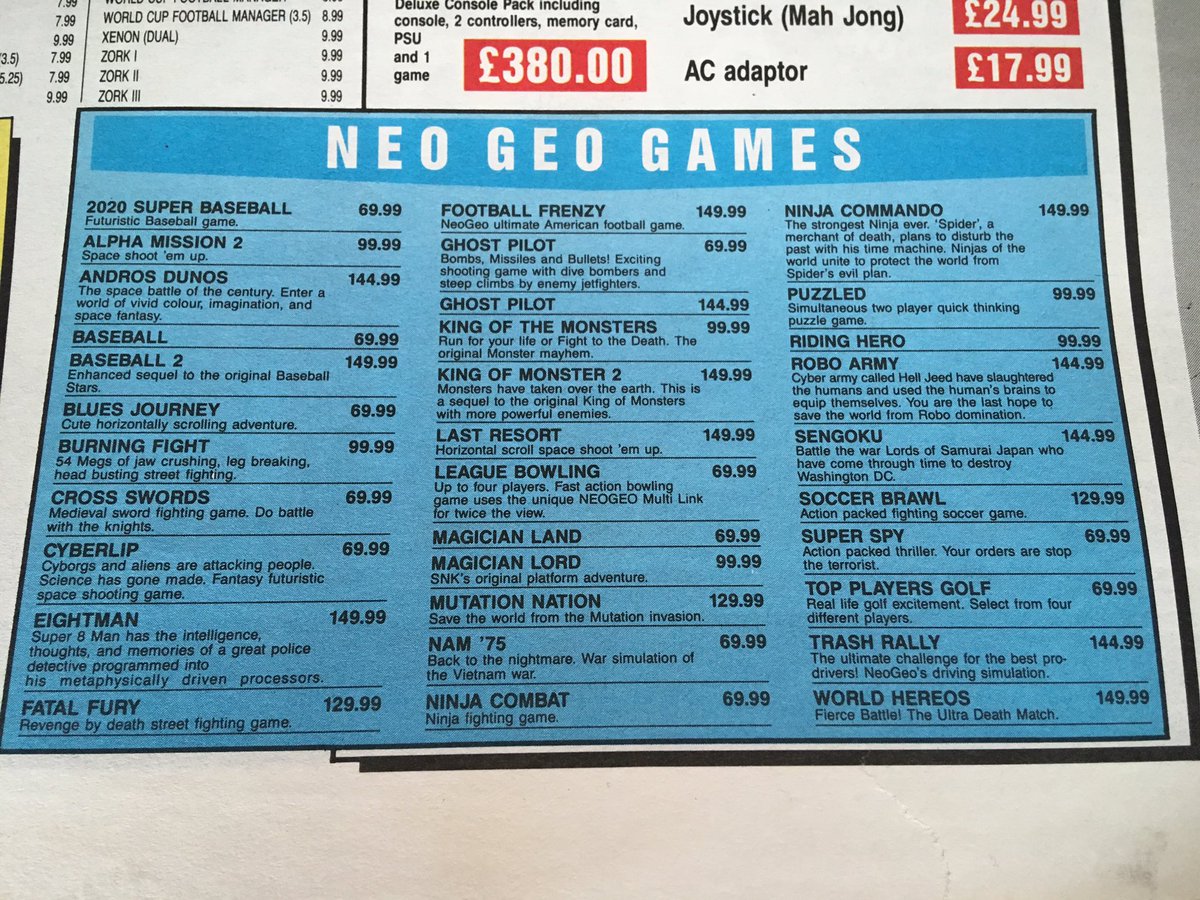 7.99
7.99
9.99
(3.5) 7.99
5.25) 7.99
9.99
WORLD CUP FOOTBALL MANAGER
WORLD CUP FOOTBALL MANAGER (3.5) 8.99
XENON (DUAL) 9.99
ZORK I 9.99
ZORK II 9.99
ZORK III 9.99
Deluxe Console Pack including
console, 2 controllers, memory card,
PSU
and 1
game
£380.00
Joystick (Mah Jong) £24.99
AC adaptor £17.99
NEO GEO GAMES
2020 SUPER BASEBALL 69.99
Futuristic Baseball game.
ALPHA MISSION 2 99.99
Space shoot 'em up.
ANDROS DUNOS 144.99
The space battle of the century. Enter a
world of vivid colour, imagination, and
space fantasy.
BASEBALL 69.99
BASEBALL 2 149.99
Enhanced sequel to the original Baseball
Stars.
BLUES JOURNEY 69.99
Cute horizontally scrolling adventure.
BURNING FIGHT 99.99
54 Megs of jaw crushing, leg breaking,
head busting street fighting.
CROSS SWORDS 69.99
Medieval sword fighting game. Do battle
with the knights.
CYBERLIP 69.99
Cyborgs and aliens are attacking people.
Science has gone made. Fantasy futuristic
space shooting game.
EIGHTMAN 149.99
Super 8 Man has the intelligence,
thoughts, and memories of a great police
detective programmed into
his metaphysically driven processors.
FATAL FURY 129.99
Revenge by death street fighting game.
FOOTBALL FRENZY 149.99
NeoGeo ultimate American football game.
GHOST PILOT 69.99
Bombs, Missiles and Bullets! Exciting
shooting game with dive bombers and
steep climbs by enemy jetfighters.
GHOST PILOT 144.99
KING OF THE MONSTERS 99.99
Run for your life or Fight to the Death. The
original Monster mayhem.
KING OF MONSTER 2 149.99
Monsters have taken over the earth. This is
a sequel to the original King of Monsters
with more powerful enemies.
LAST RESORT 149.99
Horizontal scroll space shoot 'em up.
LEAGUE BOWLING 69.99
Up to four players. Fast action bowling
game uses the unique NEOGEO Multi Link
for twice the view.
MAGICIAN LAND 69.99
MAGICIAN LORD 99.99
SNK's original platform adventure.
MUTATION NATION 129.99
Save the world from the Mutation invasion.
NAM '75 69.99
Back to the nightmare. War simulation of
the Vietnam war.
NINJA COMBAT 69.99
Ninja fighting game.
NINJA COMMANDO 149.99
The strongest Ninja ever. 'Spider', a
merchant of death, plans to disturb the
past with his time machine. Ninjas of the
world unite to protect the world from
Spider's evil plan.
PUZZLED 99.99
Simultaneous two player quick thinking
puzzle game.
RIDING HERO 99.99
ROBO ARMY 144.99
Cyber army called Hell Jeed have slaughtered
the humans and used the human's brains to
equip themselves. You are the last hope to
save the world from Robo domination.
SENGOKU 144.99
Battle the war Lords of Samurai Japan who
have come through time to destroy
Washington DC.
SOCCER BRAWL 129.99
Action packed fighting soccer game.
SUPER SPY 69.99
Action packed thriller. Your orders are stop
the terrorist.
TOP PLAYERS GOLF 69.99
Real life golf excitement. Select from four
different players.
TRASH RALLY 144.99
The ultimate challenge for the best pro-
drivers! NeoGeo's driving simulation.
WORLD HEREOS 149.99
Fierce Battle! The Ultra Death Match.